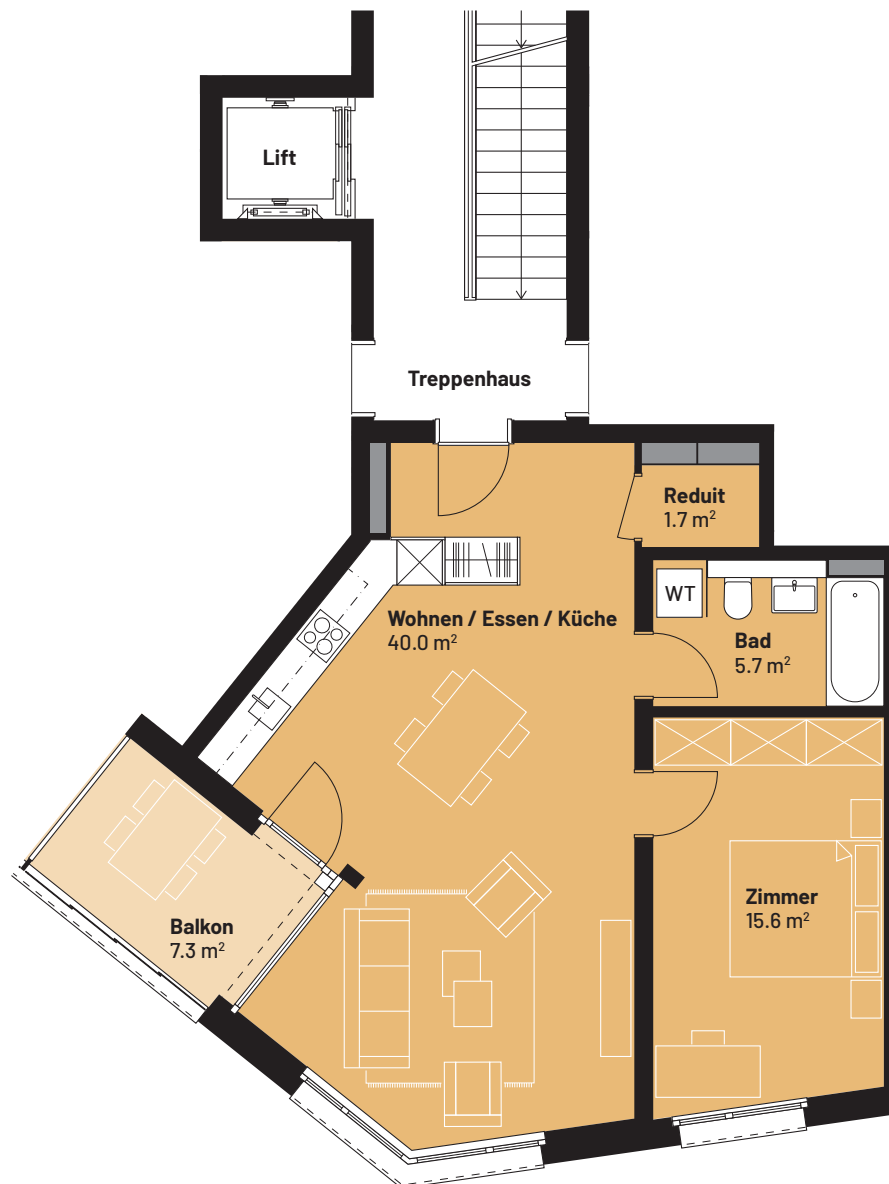 Lift
Treppenhaus
Reduit
1.7 m²
WT
Wohnen / Essen / Küche
40.0 m²
Bad
5.7 m²
Zimmer
15.6 m²
Balkon
7.3 m²